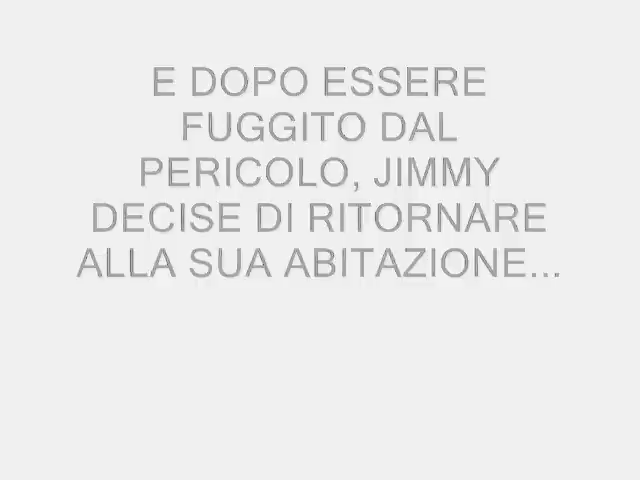 E DOPO ESSERE
FUGGITO DAL
PERICOLO, JIMMY
DECISE DI RITORNARE
ALLA SUA ABITAZIONE...